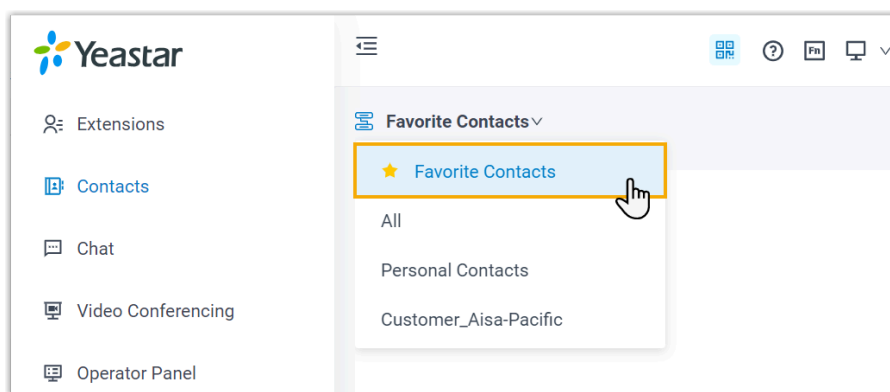 Yeastar
Extensions
Contacts
Chat
Video Conferencing
Operator Panel
Fn
Favorite Contacts
Favorite Contacts
All
Personal Contacts
Customer_Aisa-Pacific